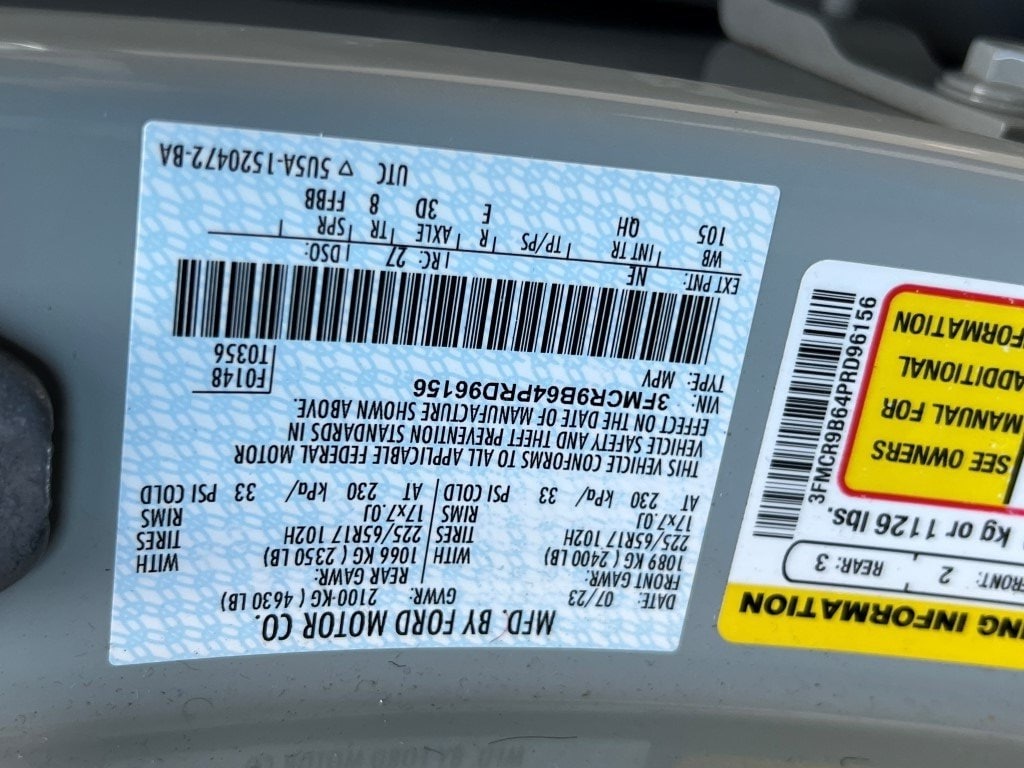 MFD. BY FORD MOTOR CO.
DATE: 07/23 GVWR: 2100 KG ( 4630 LB)
FRONT GAWR: REAR GAWR:
1089 KG ( 2400 LB) WITH 1066 KG ( 2350 LB) WITH
225/65R17 102H TIRES 225/65R17 102H TIRES
17x7.0J RIMS 17x7.0J RIMS
AT 230 kPa/ 33 PSI COLD AT 230 kPa/ 33 PSI COLD
THIS VEHICLE CONFORMS TO ALL APPLICABLE FEDERAL MOTOR
VEHICLE SAFETY AND THEFT PREVENTION STANDARDS IN
EFFECT ON THE DATE OF MANUFACTURE SHOWN ABOVE.
VIN: 3FMCR9B64PRD96156 F0148
TYPE: MPV T0356
EXT PNT: NE RC: 27 DSO:
WB INT TR TP/PS R AXLE TR SPR
105 QH E 3D 8 FFBB
UTC ▽ 5U5A-1520472-BA
NG INFORMATION
FRONT: 2 REAR: 3
kg or 1126 lbs.
SEE OWNERS
MANUAL FOR
ADDITIONAL
INFORMATION
3FMCR9B64PRD96156